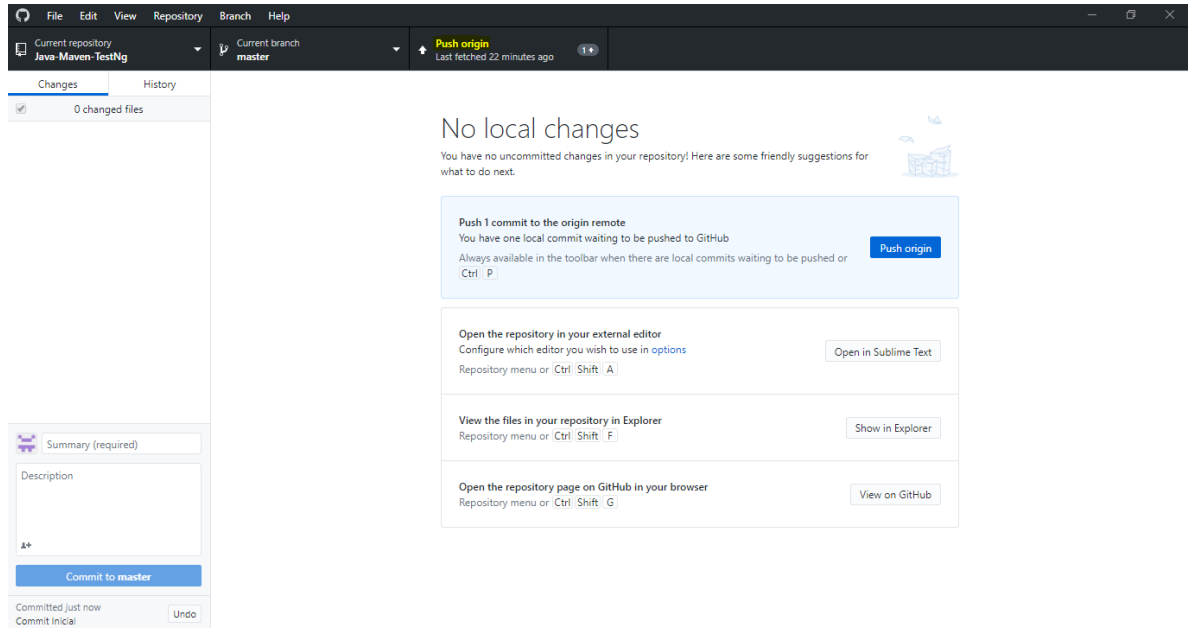 File Edit View Repository Branch Help
Current repository
Java-Maven-TestNg
Current branch
master
Push origin
Last fetched 22 minutes ago
1
Changes History
0 changed files
No local changes
You have no uncommitted changes in your repository! Here are some friendly suggestions for
what to do next.
Push 1 commit to the origin remote
You have one local commit waiting to be pushed to GitHub
Always available in the toolbar when there are local commits waiting to be pushed or
Ctrl P
Push origin
Open the repository in your external editor
Configure which editor you wish to use in options
Repository menu or Ctrl Shift A
Open in Sublime Text
View the files in your repository in Explorer
Repository menu or Ctrl Shift F
Show in Explorer
Open the repository page on GitHub in your browser
Repository menu or Ctrl Shift G
View on GitHub
Summary (required)
Description
Commit to master
Committed just now
Commit Inicial
Undo